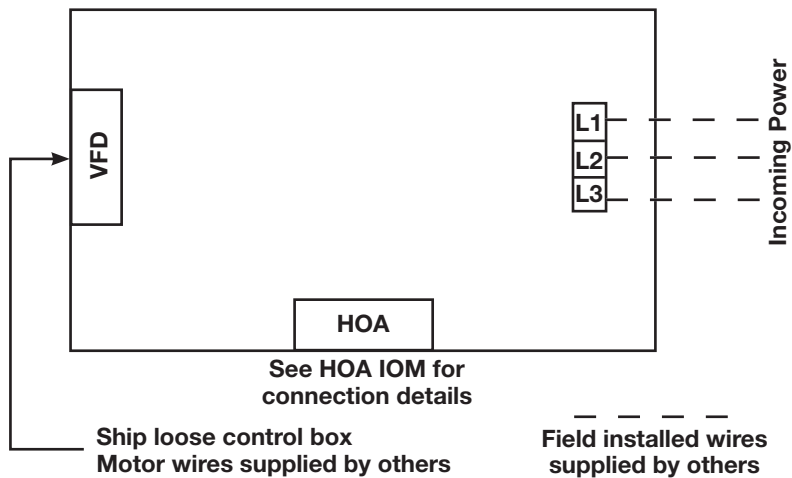 VFD
L1
L2
L3
Incoming Power
HOA
See HOA IOM for
connection details
Ship loose control box
Motor wires supplied by others
Field installed wires
supplied by others